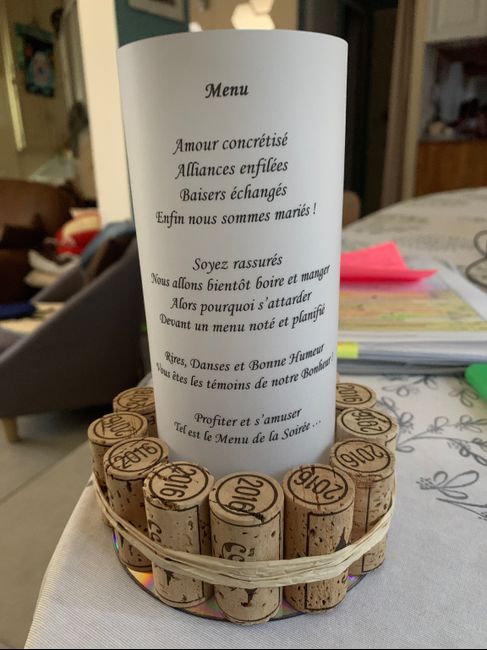 Menu
Amour concrétisé
Alliances enfilées
Baisers échangés
Enfin nous sommes mariés !
Soyez rassurés
Nous allons bientôt boire et manger
Alors pourquoi s'attarder
Devant un menu noté et planifié
Rires, Danses et Bonne Humeur
Vous êtes les témoins de notre Bonheur !
Profiter et s'amuser
Tel est le Menu de la Soirée ...
2016
2016
2016
2016
2016
2016